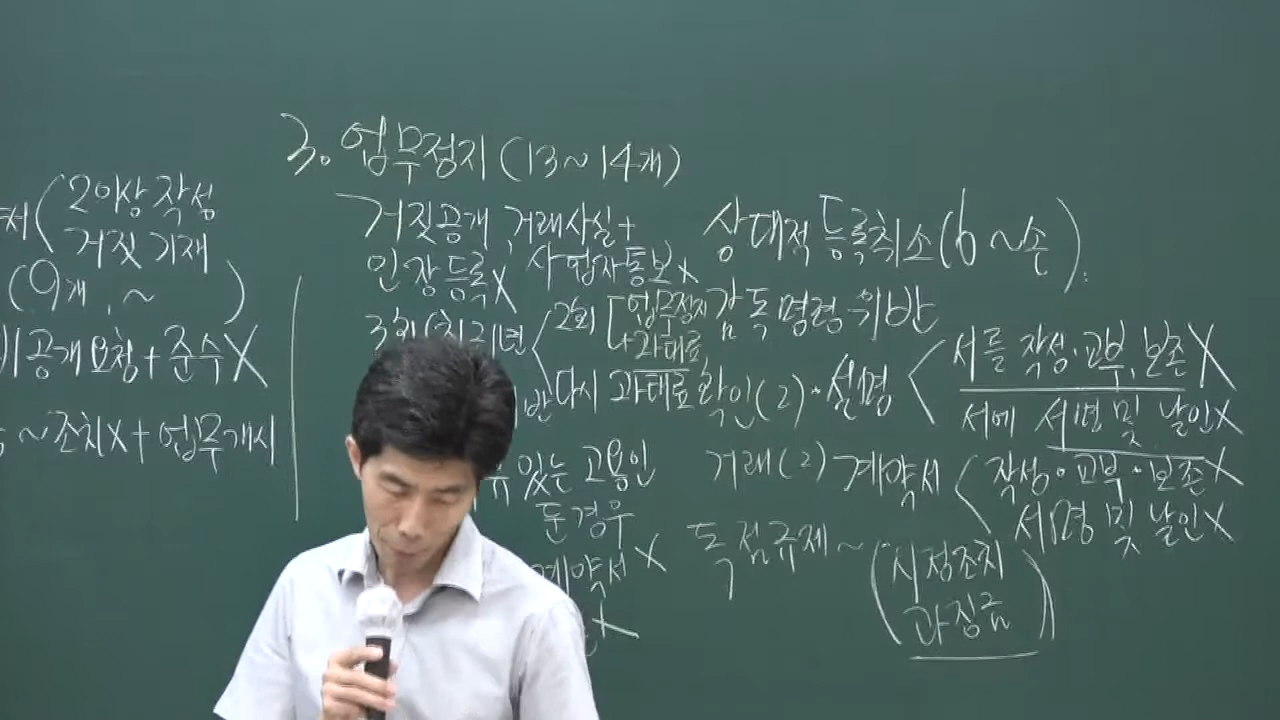 3. 업무정지 (13~14개)
(2이상 작성
거짓 기재
(9개, ~ )
공개요청+준수X
~조치X+업무개시
거짓공개, 거래사실+
인장등록X 사업자통보X
3회
2회 업무정지
과태료
다시 과태료
있는 고용인
둔경우
계약서 X
X
상대적 등록취소(6~손).
감독명령 위반
확인(2)·설명
서를 작성·교부, 보존X
서에 서명 및 날인X
거래(2)계약서
작성·교부·보존X
서명 및 날인X
독점규제~
(시정조치
과징금)